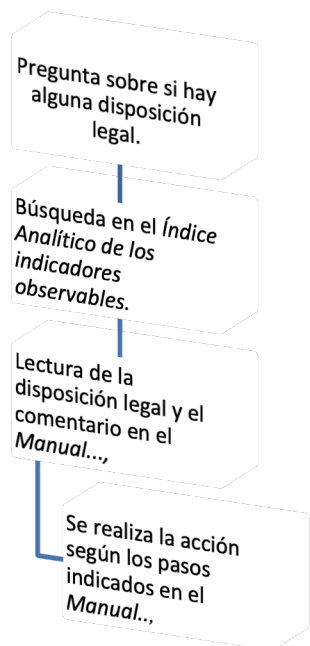 Pregunta sobre si hay
alguna disposición
legal.
Búsqueda en el Índice
Analítico de los
indicadores
observables.
Lectura de la
disposición legal y el
comentario en el
Manual...,
Se realiza la acción
según los pasos
indicados en el
Manual..,